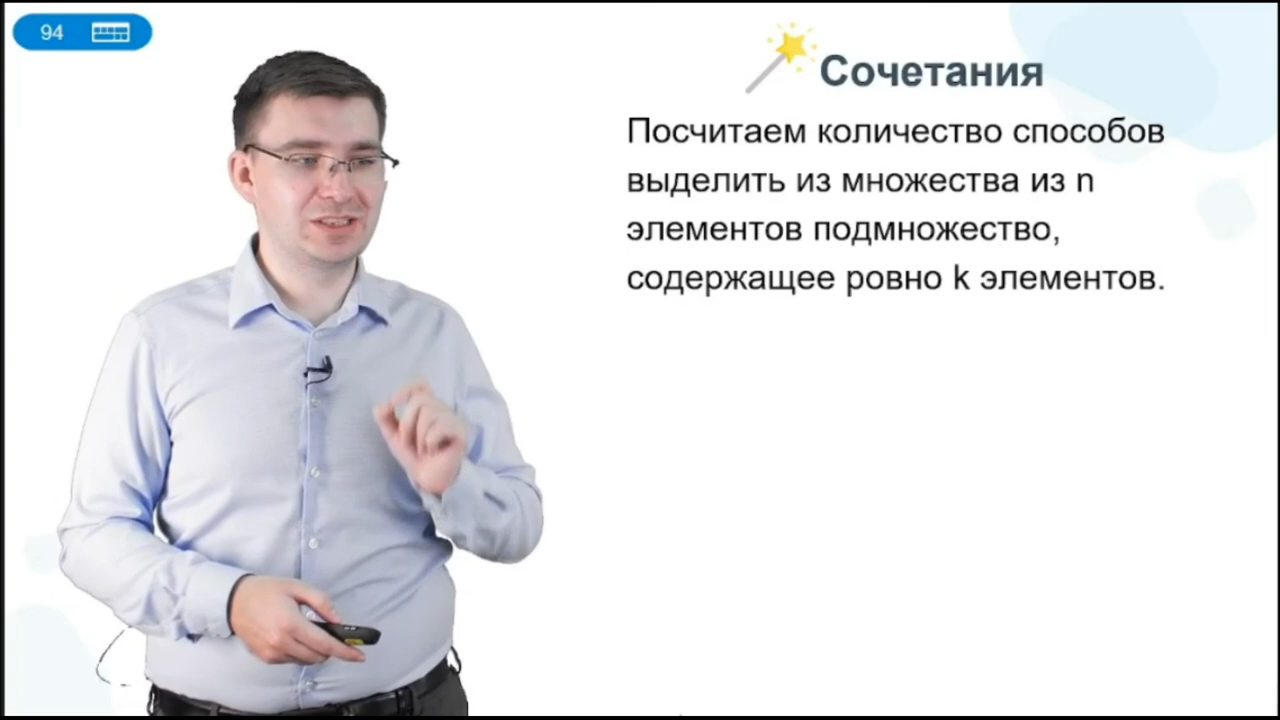 94
Сочетания
Посчитаем количество способов
выделить из множества из n
элементов подмножество,
содержащее ровно k элементов.